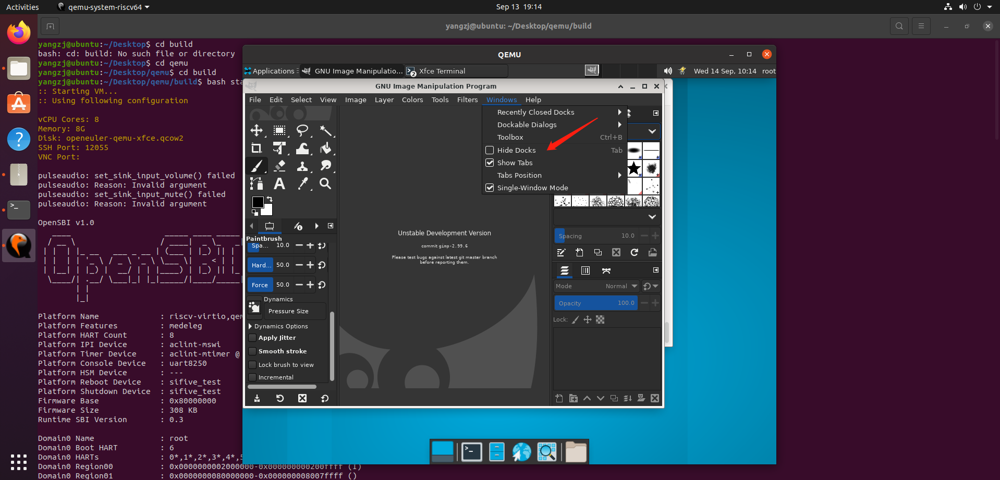 Activities
qemu-system-riscv64
Sep 13 19:14
yangzj@ubuntu: ~/Desktop/qemu/build
yangzj@ubuntu:~/Desktop$ cd build
bash: cd: build: No such file or directory
yangzj@ubuntu:~/Desktop$ cd qemu
yangzj@ubuntu:~/Desktop/qemu$ cd build
yangzj@ubuntu:~/Desktop/qemu/build$ bash sta
:: Starting VM...
:: Using following configuration
vCPU Cores: 8
Memory: 8G
Disk: openeuler-qemu-xfce.qcow2
SSH Port: 12055
VNC Port:
pulseaudio: set_sink_input_volume() failed
pulseaudio: Reason: Invalid argument
pulseaudio: set_sink_input_mute() failed
pulseaudio: Reason: Invalid argument
OpenSBI v1.0
OpenSBI
Platform Name : riscv-virtio,qem
Platform Features : medeleg
Platform HART Count : 8
Platform IPI Device : aclint-mswi
Platform Timer Device : aclint-mtimer @
Platform Console Device : uart8250
Platform HSM Device : ---
Platform Reboot Device : sifive_test
Platform Shutdown Device : sifive_test
Firmware Base : 0x80000000
Firmware Size : 308 KB
Runtime SBI Version : 0.3
Domain0 Name : root
Domain0 Boot HART : 6
Domain0 HARTs : 0*,1*,2*,3*,4*,5
Domain0 Region00 : 0x0000000002000000-0x000000000200ffff (I)
Domain0 Region01 : 0x0000000080000000-0x000000008007ffff ()
QEMU
Applications
GNU Image Manipulatio...
2
Xfce Terminal
Wed 14 Sep, 10:14
root
GNU Image Manipulation Program
File Edit Select View Image Layer Colors Tools Filters Windows Help
Recently Closed Docks
Dockable Dialogs
Toolbox Ctrl+B
Hide Docks Tab
Show Tabs
Tabs Position
Single-Window Mode
Paintbrush
Spa... 10.0
Hard... 50.0
Force 50.0
Dynamics
Pressure Size
Dynamics Options
Apply Jitter
Smooth stroke
Lock brush to view
Incremental
Unstable Development Version
commit gimp-2.99.6
Please test bugs against latest git master branch
before reporting them.
Spacing 10.0
Mode Normal
Opacity 100.0
Lock: